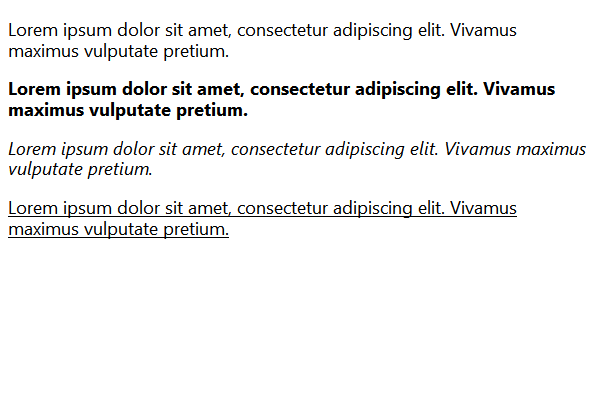 Lorem ipsum dolor sit amet, consectetur adipiscing elit. Vivamus
maximus vulputate pretium.
Lorem ipsum dolor sit amet, consectetur adipiscing elit. Vivamus
maximus vulputate pretium.
Lorem ipsum dolor sit amet, consectetur adipiscing elit. Vivamus maximus
vulputate pretium.
Lorem ipsum dolor sit amet, consectetur adipiscing elit. Vivamus
maximus vulputate pretium.